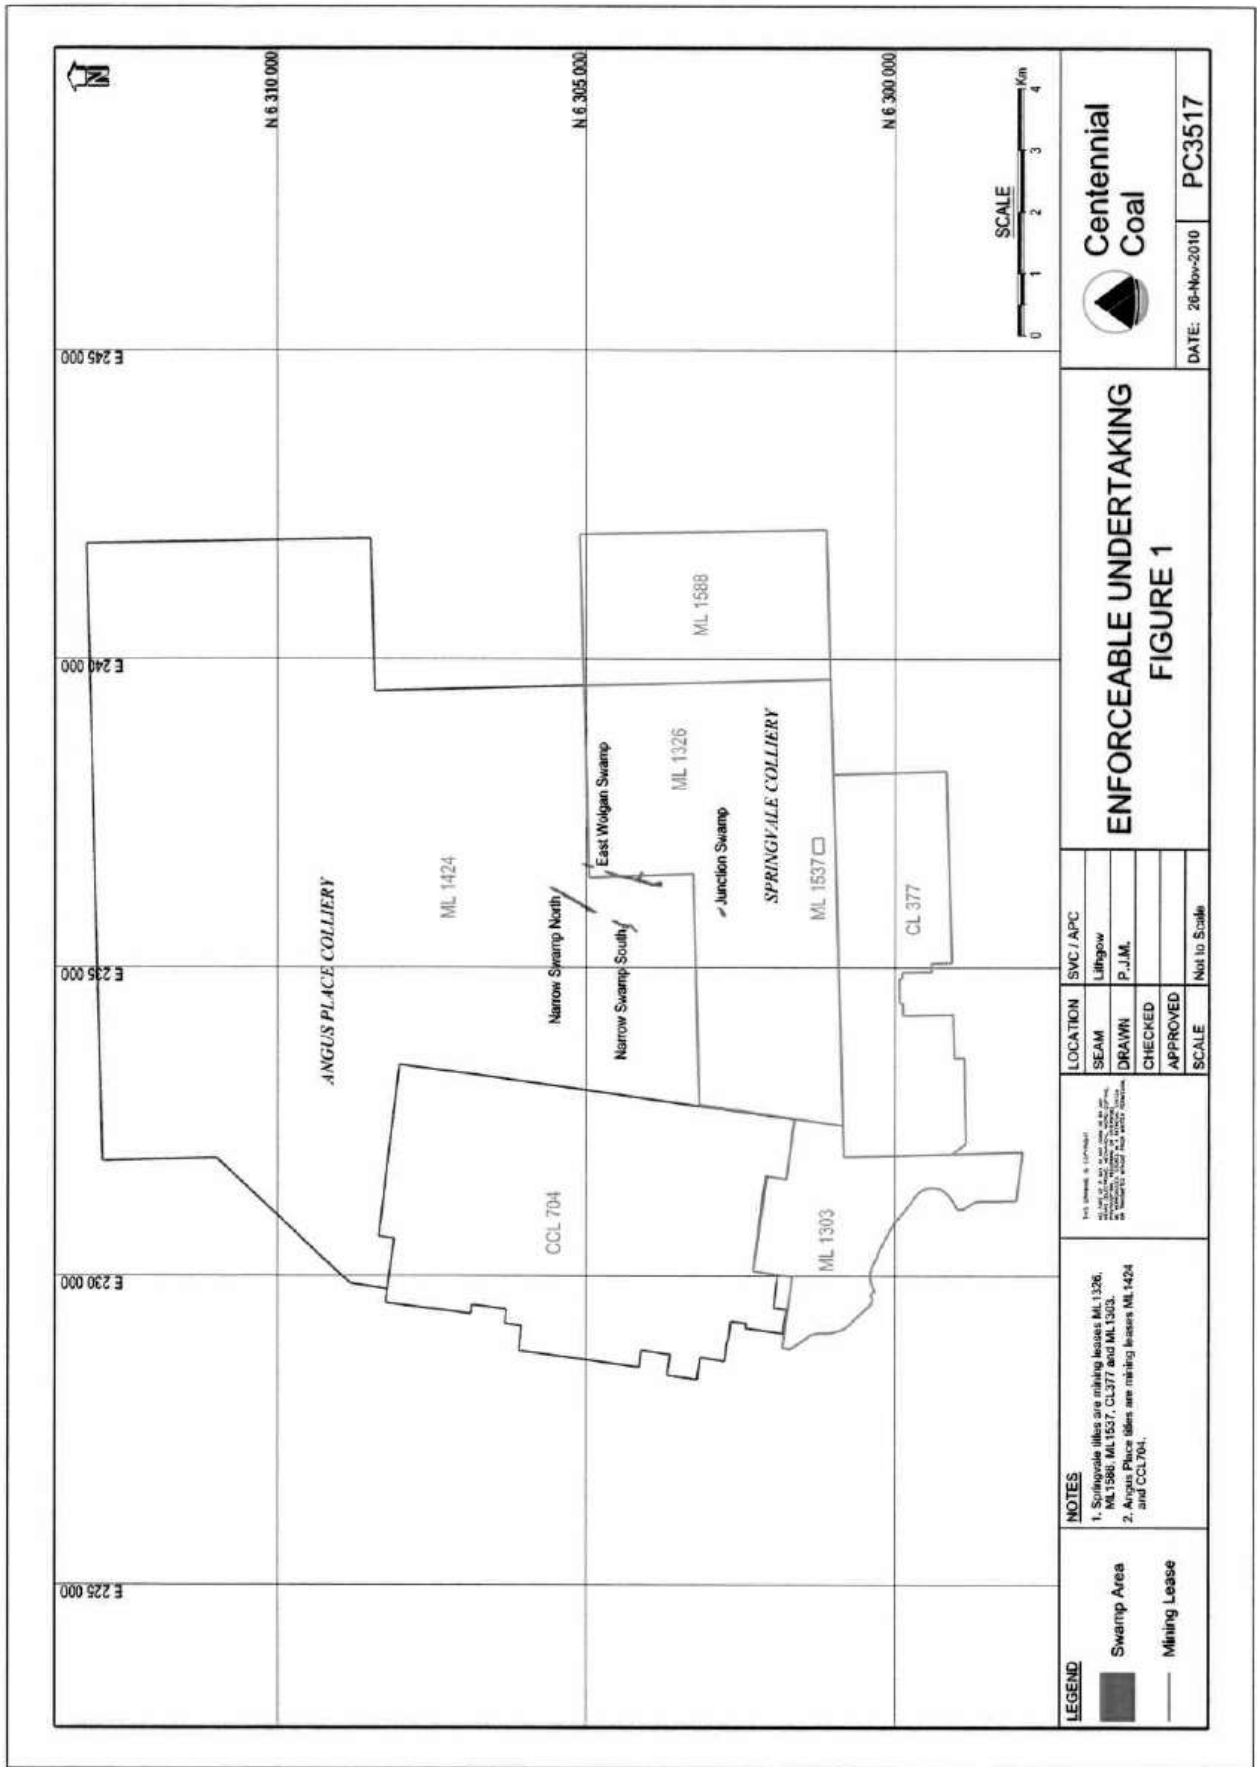 N
E 225 000
E 230 000
E 235 000
E 240 000
E 245 000
N 6 310 000
N 6 305 000
N 6 300 000
ANGUS PLACE COLLIERY
ML 1424
CCL 704
Narrow Swamp North
East Wolgan Swamp
Narrow Swamp South
ML 1326
ML 1588
Junction Swamp
SPRINGVALE COLLIERY
ML 1537
ML 1303
CL 377
SCALE
0 1 2 3 4 Km
LEGEND
Swamp Area
Mining Lease
NOTES
1. Springvale titles are mining leases ML1326,
ML1588, ML1537, CL377 and ML1303.
2. Angus Place titles are mining leases ML1424
and CCL704.
THIS DRAWING IS COPYRIGHT
LOCATION SVC / APC
SEAM Lithgow
DRAWN P.J.M.
CHECKED
APPROVED
SCALE Not to Scale
ENFORCEABLE UNDERTAKING
FIGURE 1
Centennial
Coal
DATE: 26-Nov-2010
PC3517